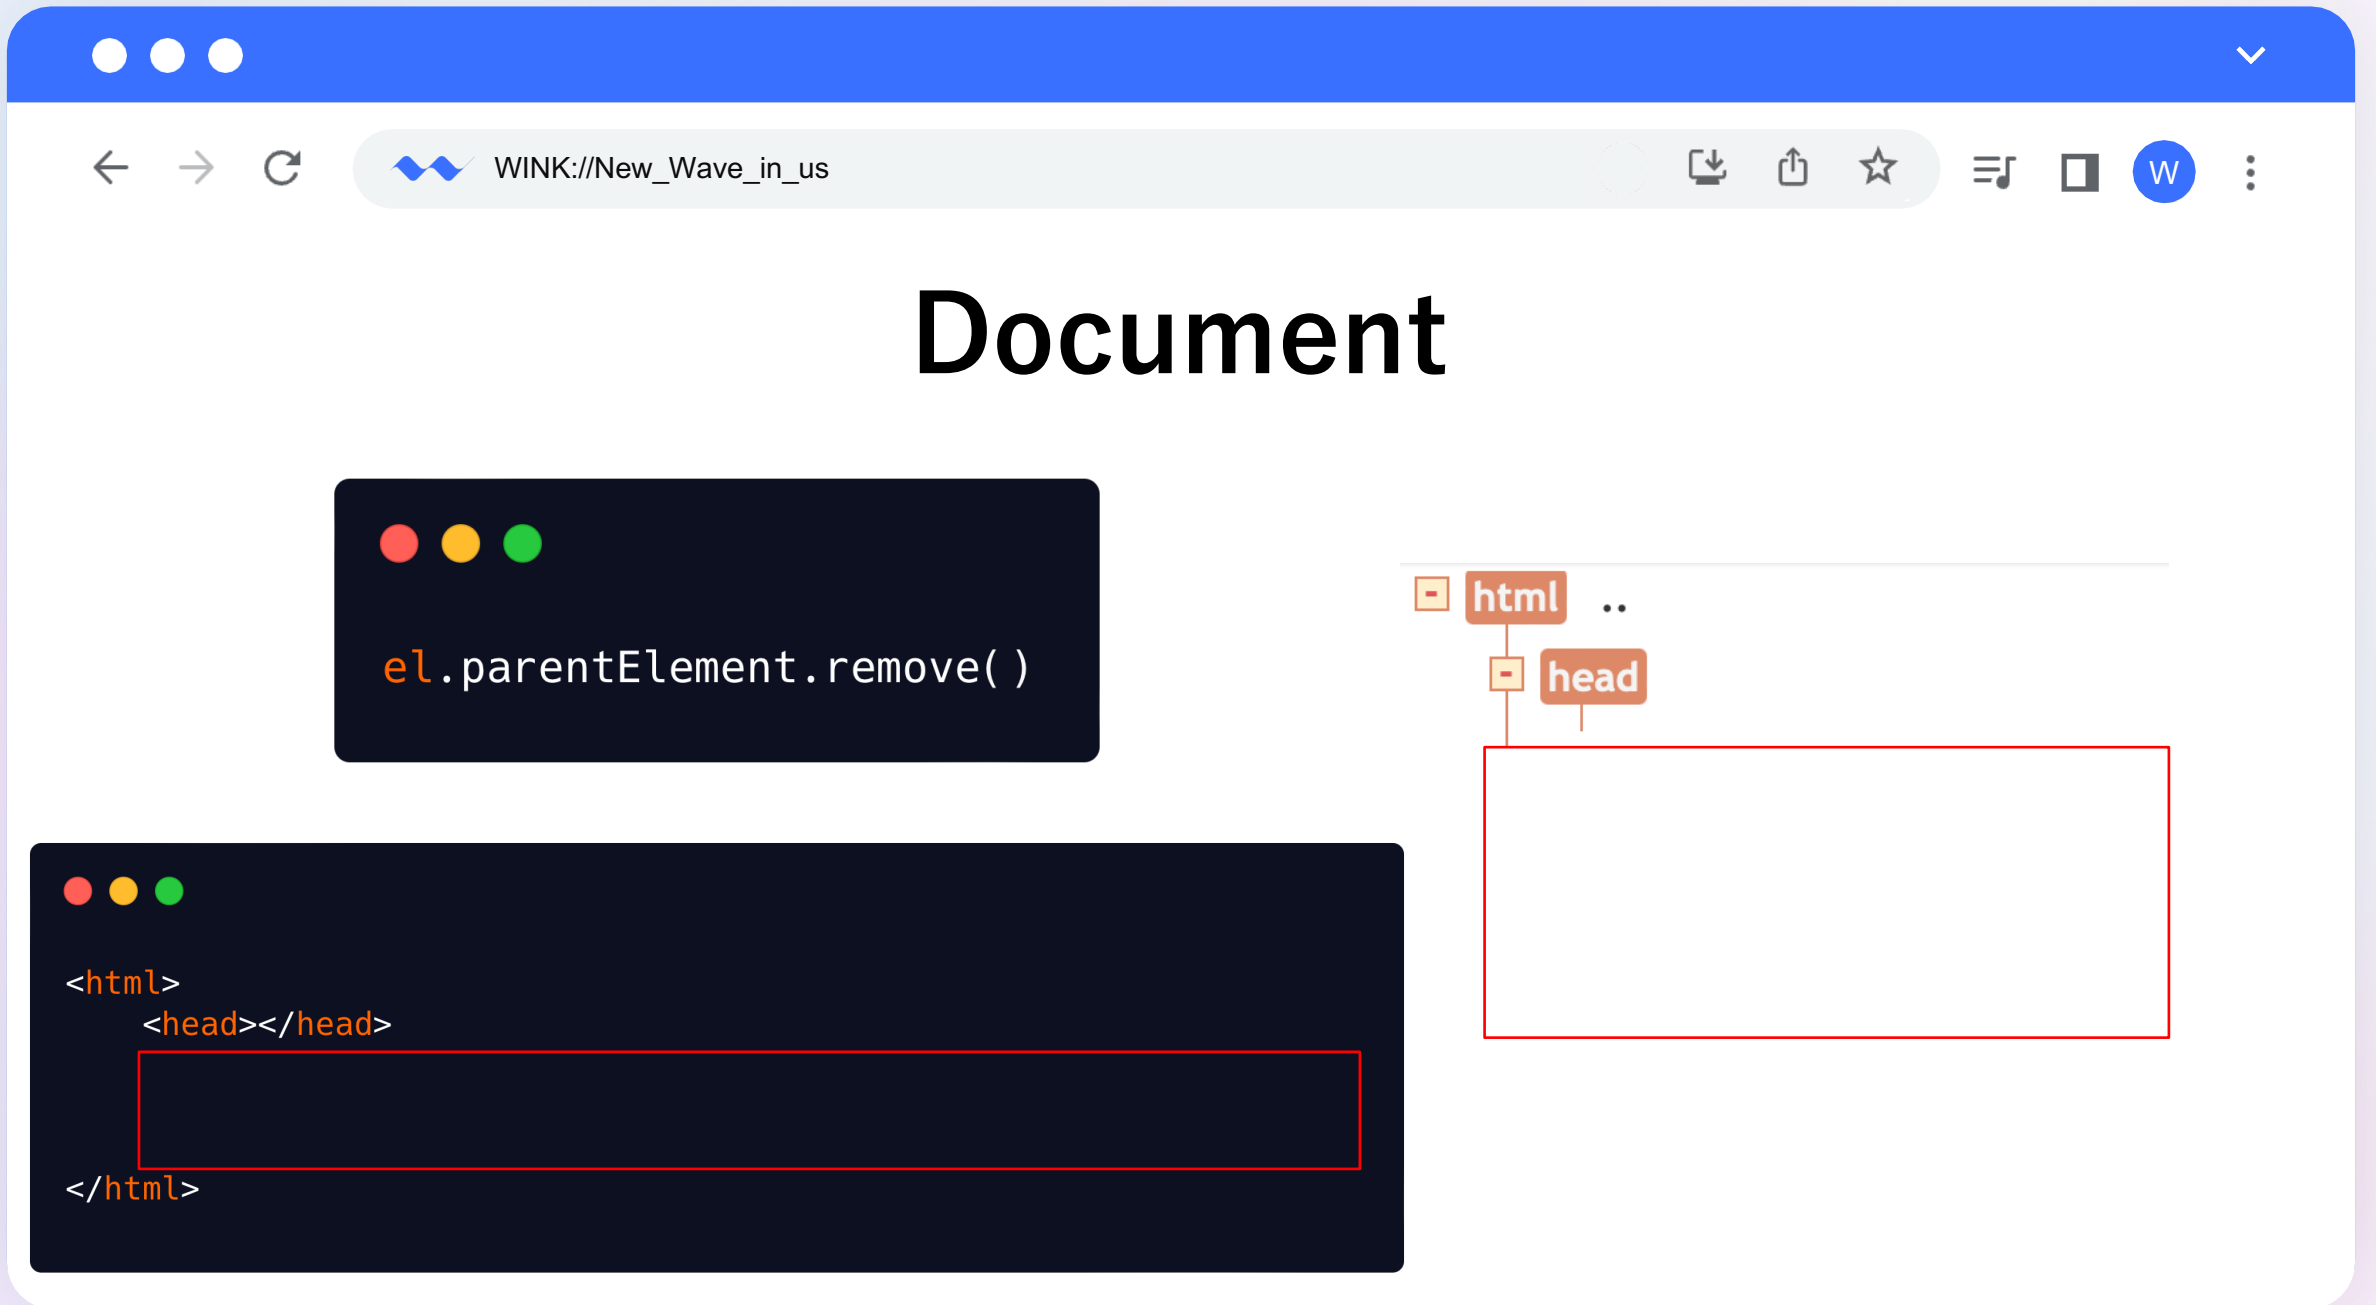 WINK://New_Wave_in_us
W
Document
el.parentElement.remove()
html ..
head
<html>
<head></head>
</html>